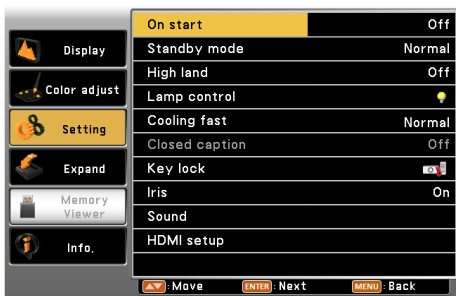 Display
Color adjust
Setting
Expand
Memory
Viewer
Info.
On start Off
Standby mode Normal
High land Off
Lamp control
Cooling fast Normal
Closed caption Off
Key lock
Iris On
Sound
HDMI setup
:Move ENTER :Next MENU :Back